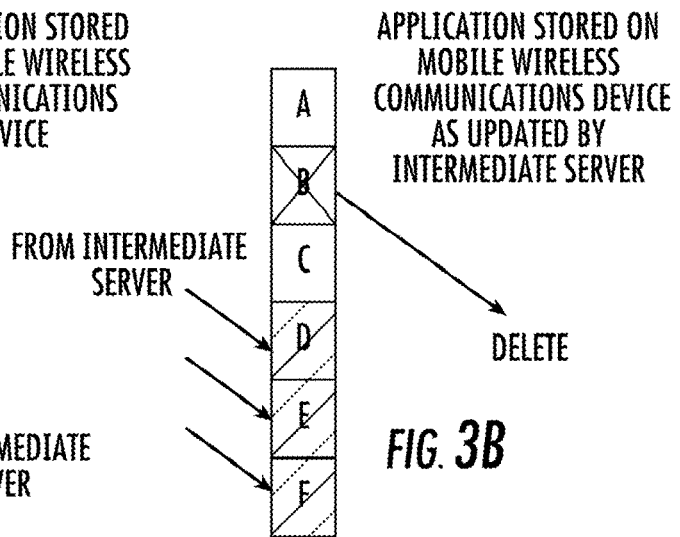 ION STORED
LE WIRELESS
NICATIONS
VICE
APPLICATION STORED ON
MOBILE WIRELESS
COMMUNICATIONS DEVICE
AS UPDATED BY
INTERMEDIATE SERVER
A
B
C
D
E
F
FROM INTERMEDIATE
SERVER
DELETE
MEDIATE
VER
FIG. 3B